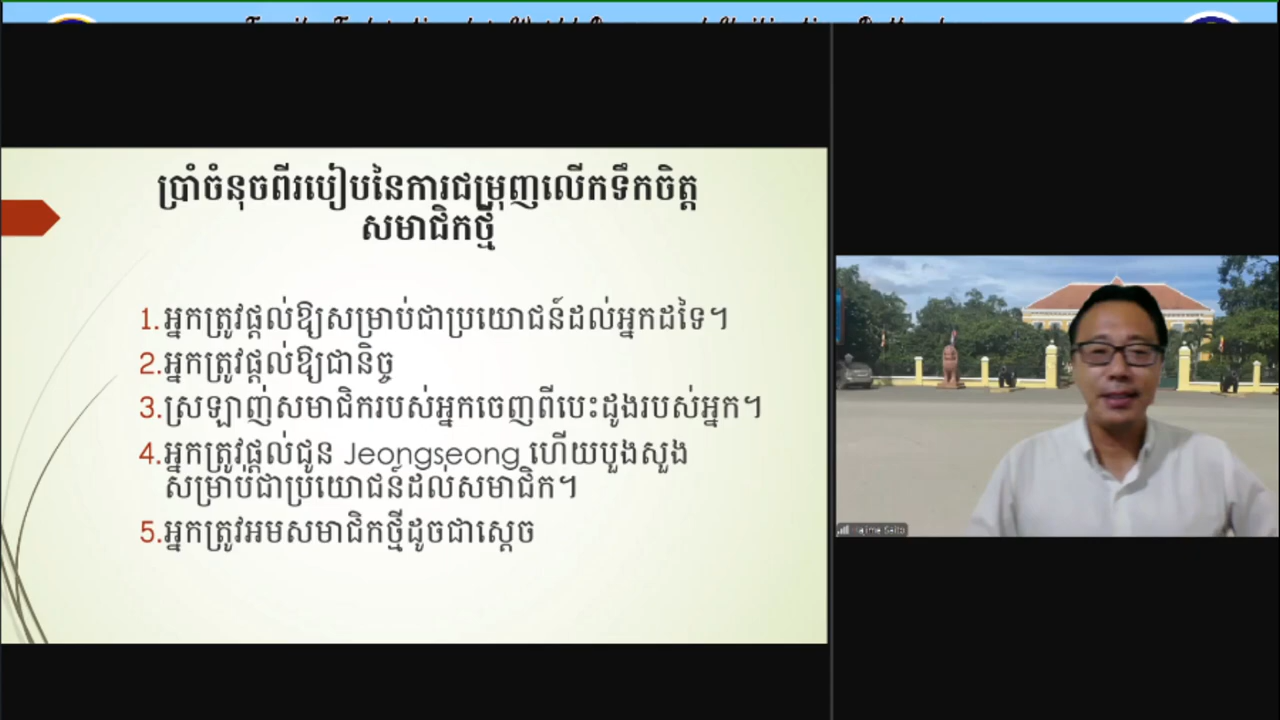 ប្រាំចំនុចពីរបៀបនៃការជម្រុញលើកទឹកចិត្ត
សមាជិកថ្មី
1.អ្នកត្រូវផ្តល់ឱ្យសម្រាប់ជាប្រយោជន៍ដល់អ្នកដទៃ។
2.អ្នកត្រូវផ្តល់ឱ្យជានិច្ច
3.ស្រឡាញ់សមាជិករបស់អ្នកចេញពីបេះដូងរបស់អ្នក។
4.អ្នកត្រូវផ្តល់ជូន Jeongseong ហើយបួងសួង
សម្រាប់ជាប្រយោជន៍ដល់សមាជិក។
5.អ្នកត្រូវអមសមាជិកថ្មីដូចជាស្តេច
Saito